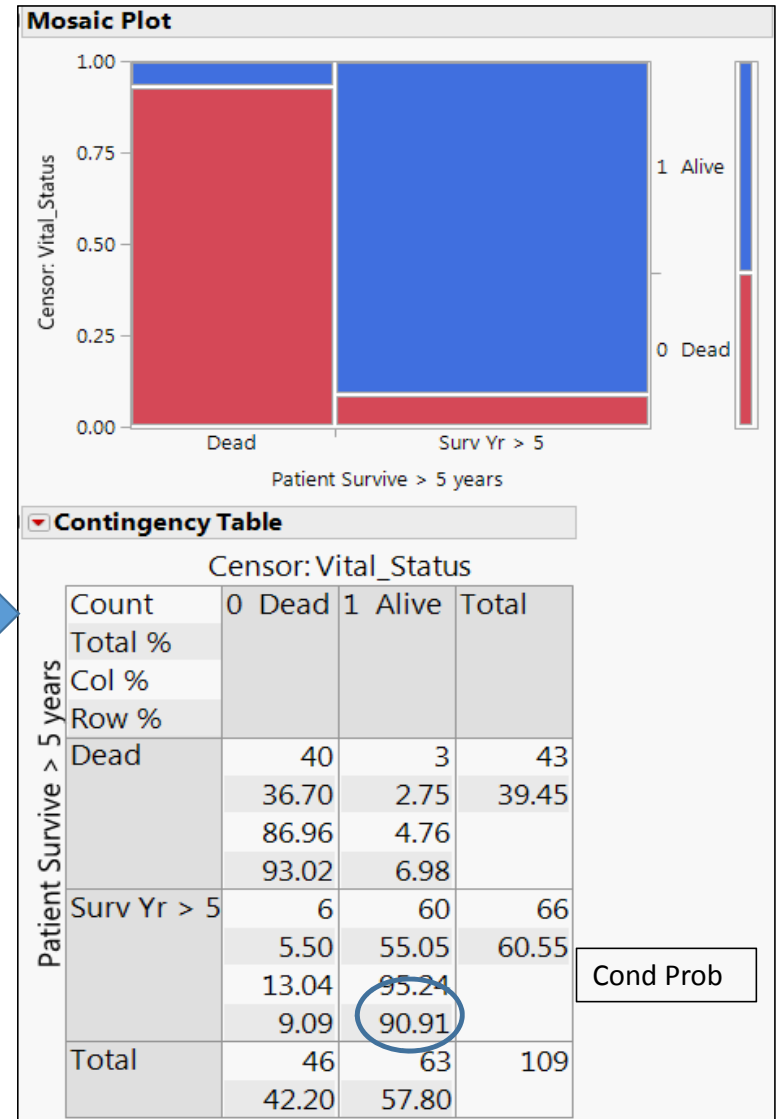 Mosaic Plot
1.00
0.75
0.50
0.25
0.00
Censor: Vital_Status
1 Alive
0 Dead
Dead Surv Yr > 5
Patient Survive > 5 years
Contingency Table
Censor: Vital_Status
Patient Survive > 5 years
Count 0 Dead 1 Alive Total
Total %
Col %
Row %
Dead 40 3 43
36.70 2.75 39.45
86.96 4.76
93.02 6.98
Surv Yr > 5 6 60 66
5.50 55.05 60.55
13.04 95.24
Cond Prob
9.09 90.91
Total 46 63 109
42.20 57.80